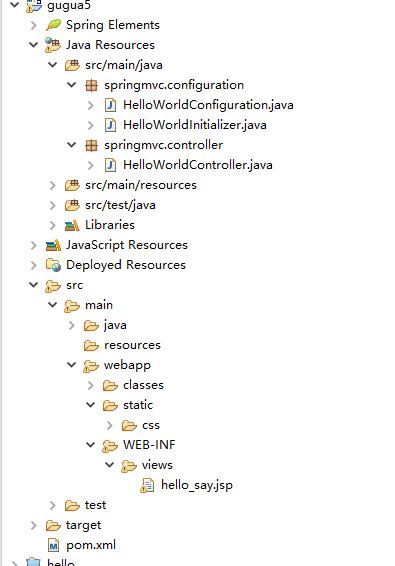 gugua5
Spring Elements
Java Resources
src/main/java
springmvc.configuration
HelloWorldConfiguration.java
HelloWorldInitializer.java
springmvc.controller
HelloWorldController.java
src/main/resources
src/test/java
Libraries
JavaScript Resources
Deployed Resources
src
main
java
resources
webapp
classes
static
css
WEB-INF
views
hello_say.jsp
test
target
pom.xml
hello